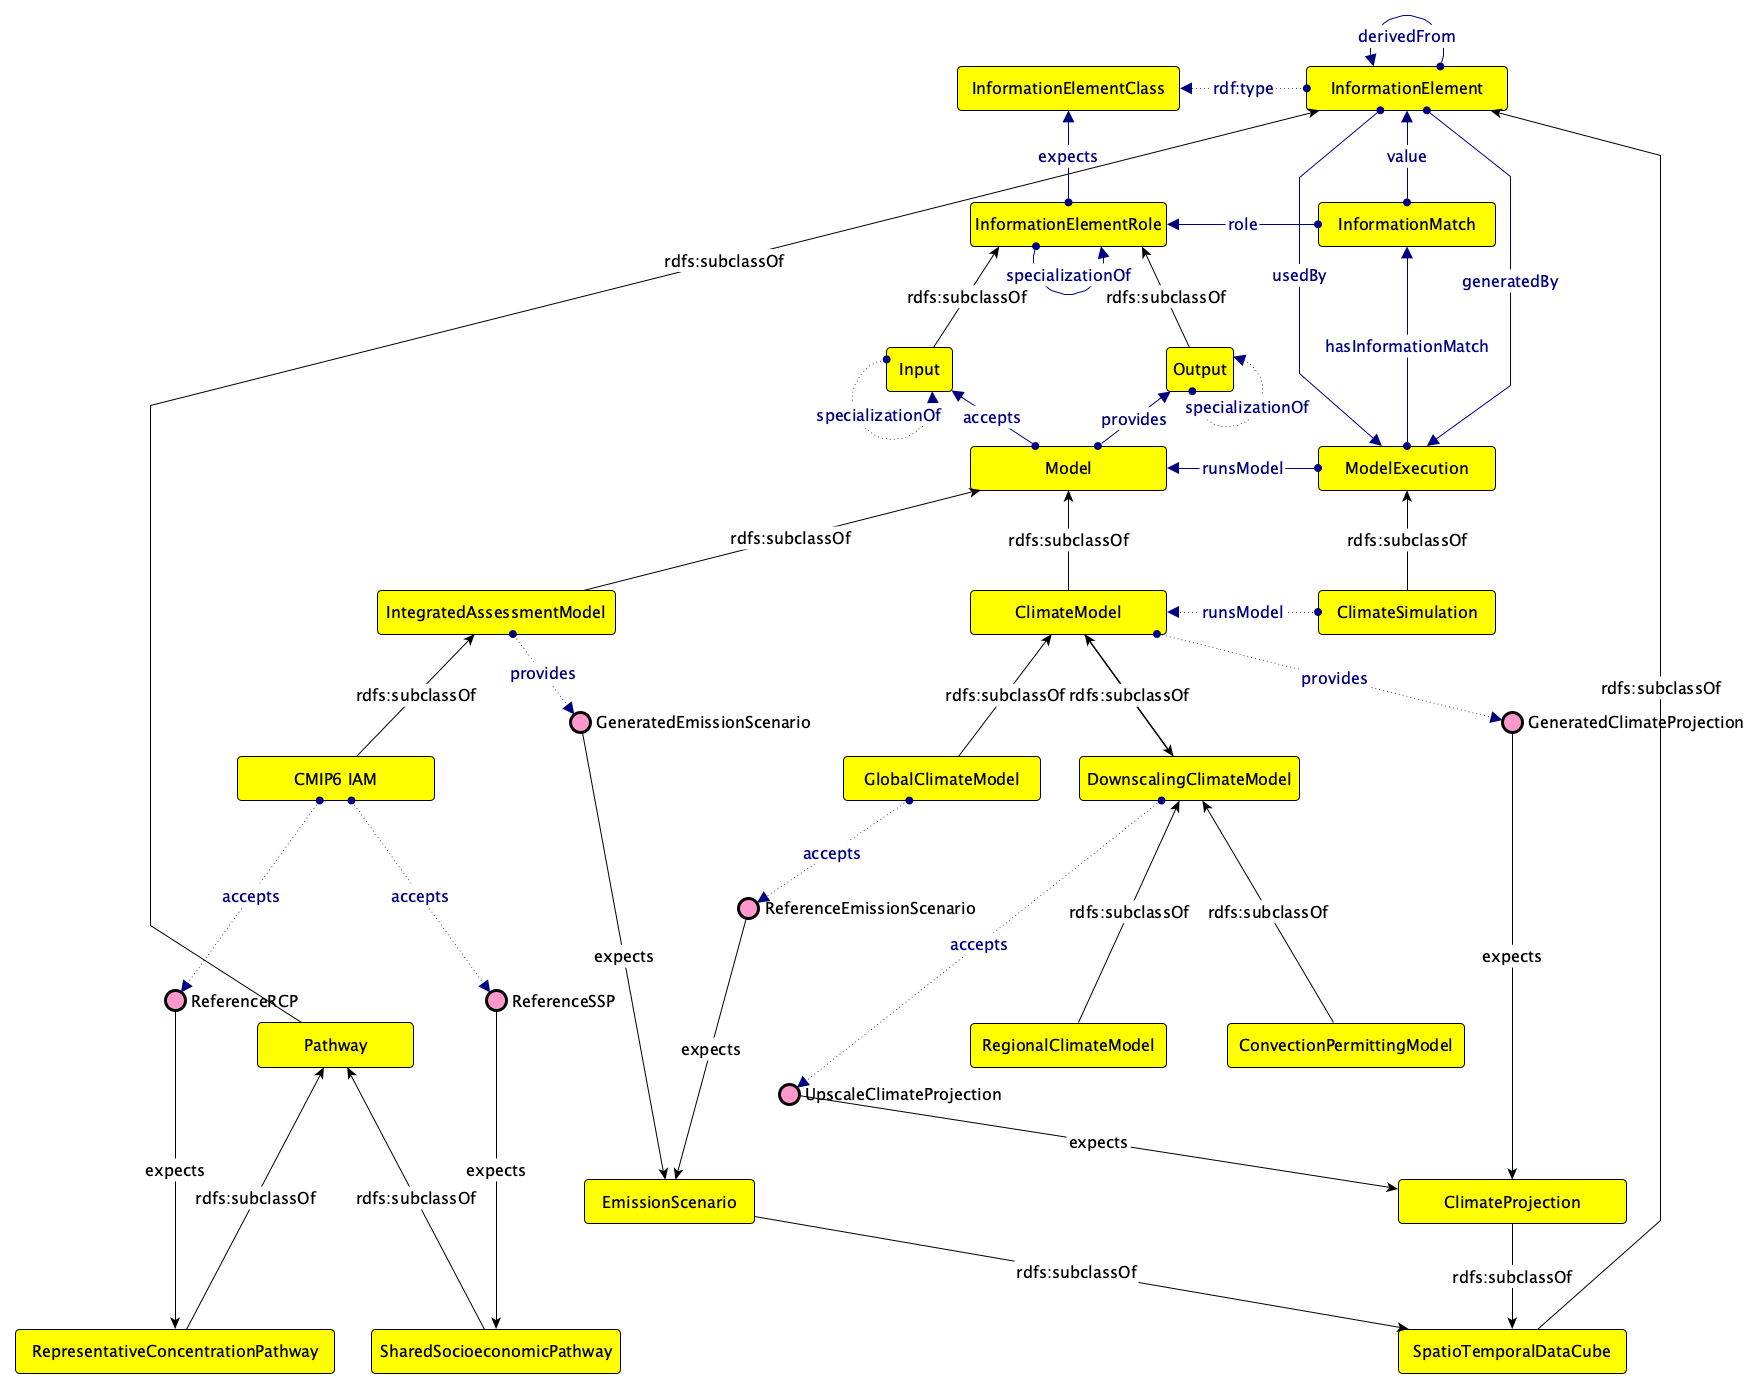 derivedFrom
InformationElementClass
rdf:type
InformationElement
expects
value
InformationElementRole
role
InformationMatch
rdfs:subclassOf
specializationOf
usedBy
generatedBy
rdfs:subclassOf
rdfs:subclassOf
hasInformationMatch
Input
Output
specializationOf
accepts
provides
specializationOf
Model
runsModel
ModelExecution
rdfs:subclassOf
rdfs:subclassOf
rdfs:subclassOf
IntegratedAssessmentModel
ClimateModel
runsModel
ClimateSimulation
provides
provides
rdfs:subclassOf
rdfs:subclassOf
rdfs:subclassOf
rdfs:subclassOf
GeneratedEmissionScenario
GeneratedClimateProjection
CMIP6 IAM
GlobalClimateModel
DownscalingClimateModel
accepts
accepts
accepts
ReferenceEmissionScenario
rdfs:subclassOf
rdfs:subclassOf
accepts
expects
expects
ReferenceRCP
ReferenceSSP
Pathway
expects
RegionalClimateModel
ConvectionPermittingModel
UpscaleClimateProjection
expects
expects
expects
rdfs:subclassOf
rdfs:subclassOf
EmissionScenario
ClimateProjection
rdfs:subclassOf
rdfs:subclassOf
RepresentativeConcentrationPathway
SharedSocioeconomicPathway
SpatioTemporalDataCube